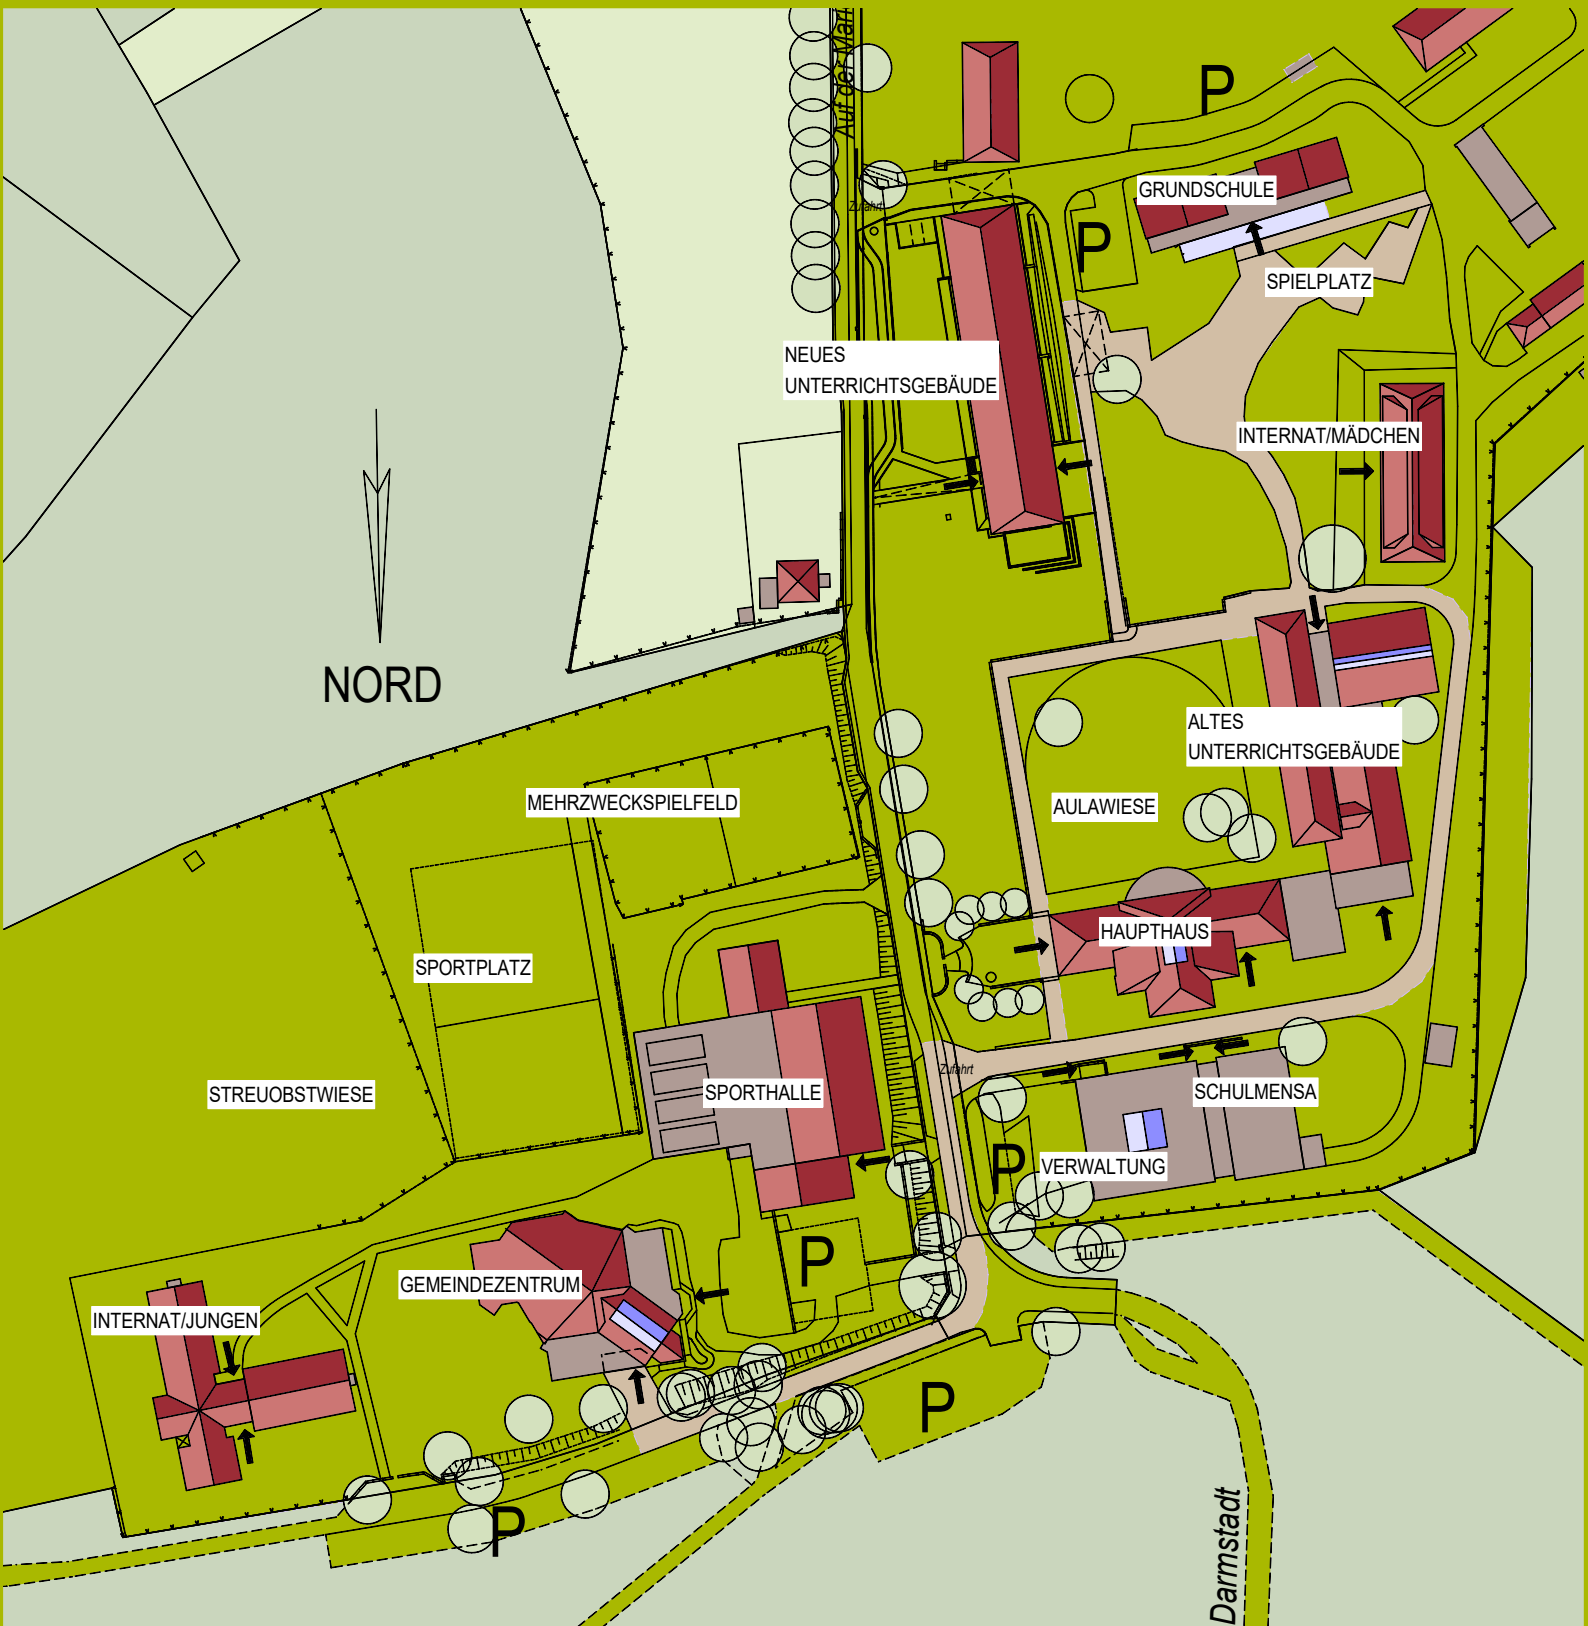 Auf der Mari
P
GRUNDSCHULE
Zufahrt
P
SPIELPLATZ
NEUES
UNTERRICHTSGEBÄUDE
INTERNAT/MÄDCHEN
NORD
ALTES
UNTERRICHTSGEBÄUDE
MEHRZWECKSPIELFELD
AULAWIESE
HAUPTHAUS
SPORTPLATZ
Zufahrt
STREUOBSTWIESE
SPORTHALLE
SCHULMENSA
P
VERWALTUNG
P
GEMEINDEZENTRUM
INTERNAT/JUNGEN
P
P
Darmstadt